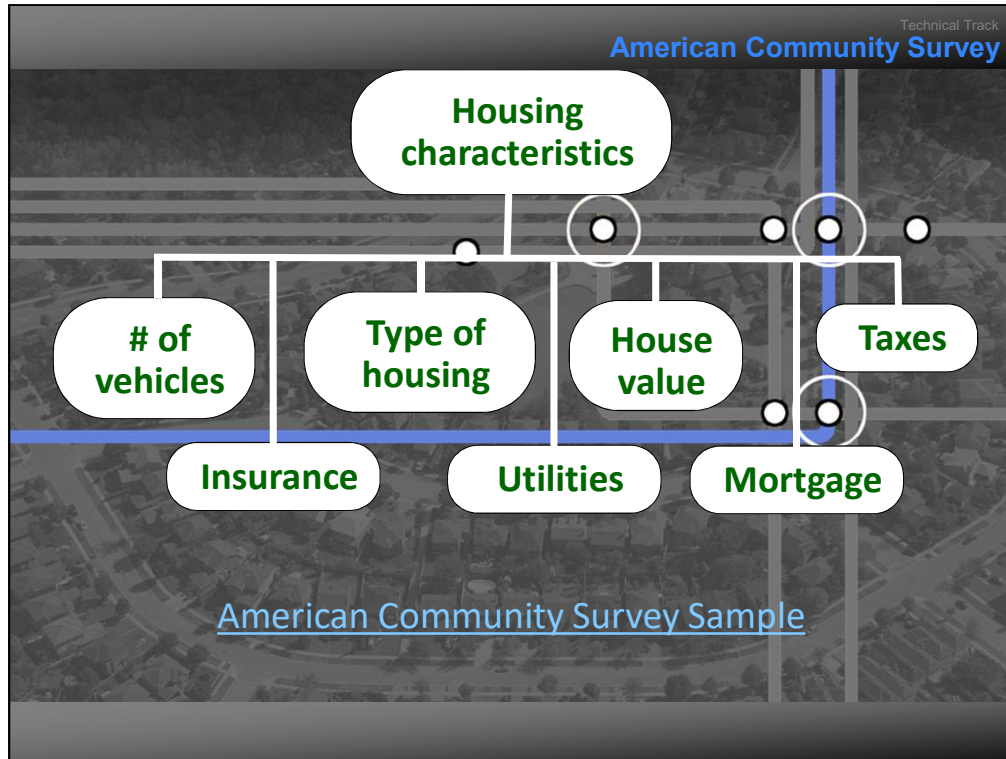 Technical Track
American Community Survey
Housing
characteristics
# of
vehicles
Type of
housing
House
value
Taxes
Insurance
Utilities
Mortgage
American Community Survey Sample